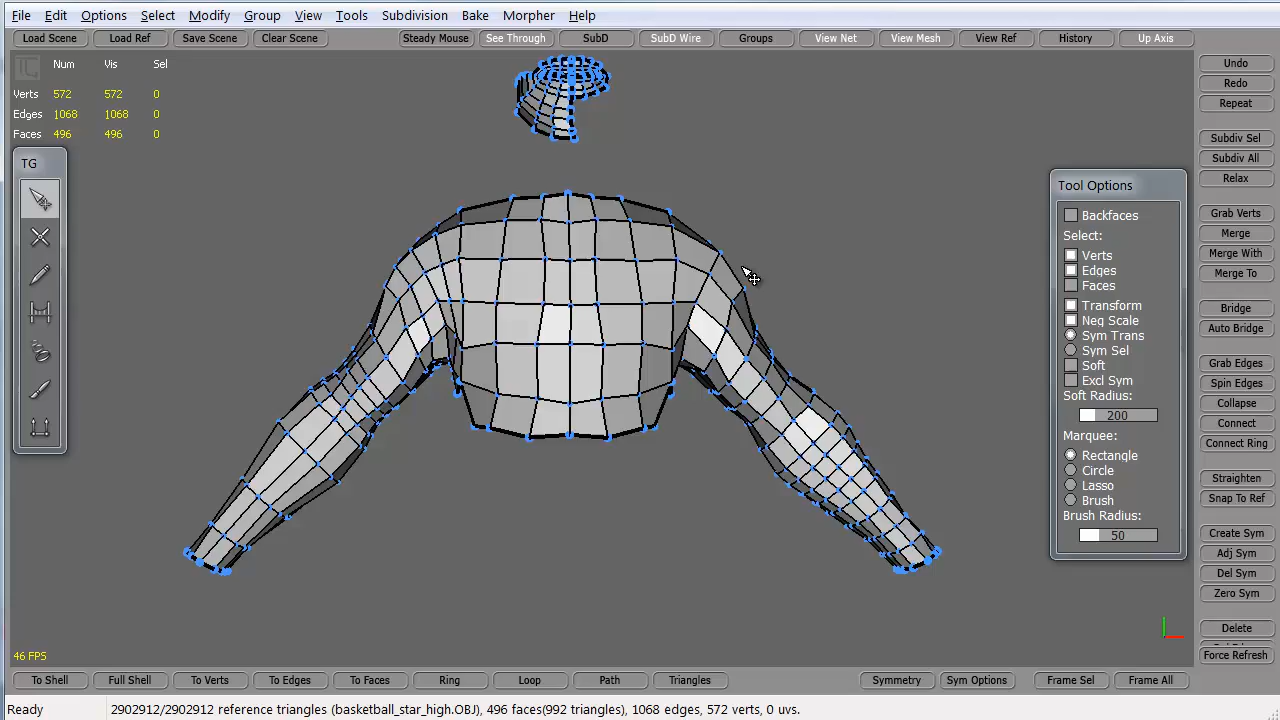 File Edit Options Select Modify Group View Tools Subdivision Bake Morpher Help
Load Scene Load Ref Save Scene Clear Scene Steady Mouse See Through SubD SubD Wire Groups View Net View Mesh View Ref History Up Axis
Num Vis Sel
Verts 572 572 0
Edges 1068 1068 0
Faces 496 496 0
TG
Tool Options
Backfaces
Select:
Verts
Edges
Faces
Transform
Neg Scale
Sym Trans
Sym Sel
Soft
Excl Sym
Soft Radius:
200
Marquee:
Rectangle
Circle
Lasso
Brush
Brush Radius:
50
Undo
Redo
Repeat
Subdiv Sel
Subdiv All
Relax
Grab Verts
Merge
Merge With
Merge To
Bridge
Auto Bridge
Grab Edges
Spin Edges
Collapse
Connect
Connect Ring
Straighten
Snap To Ref
Create Sym
Adj Sym
Del Sym
Zero Sym
Delete
Force Refresh
46 FPS
To Shell Full Shell To Verts To Edges To Faces Ring Loop Path Triangles Symmetry Sym Options Frame Sel Frame All
Ready 2902912/2902912 reference triangles (basketball_star_high.OBJ), 496 faces(992 triangles), 1068 edges, 572 verts, 0 uvs.